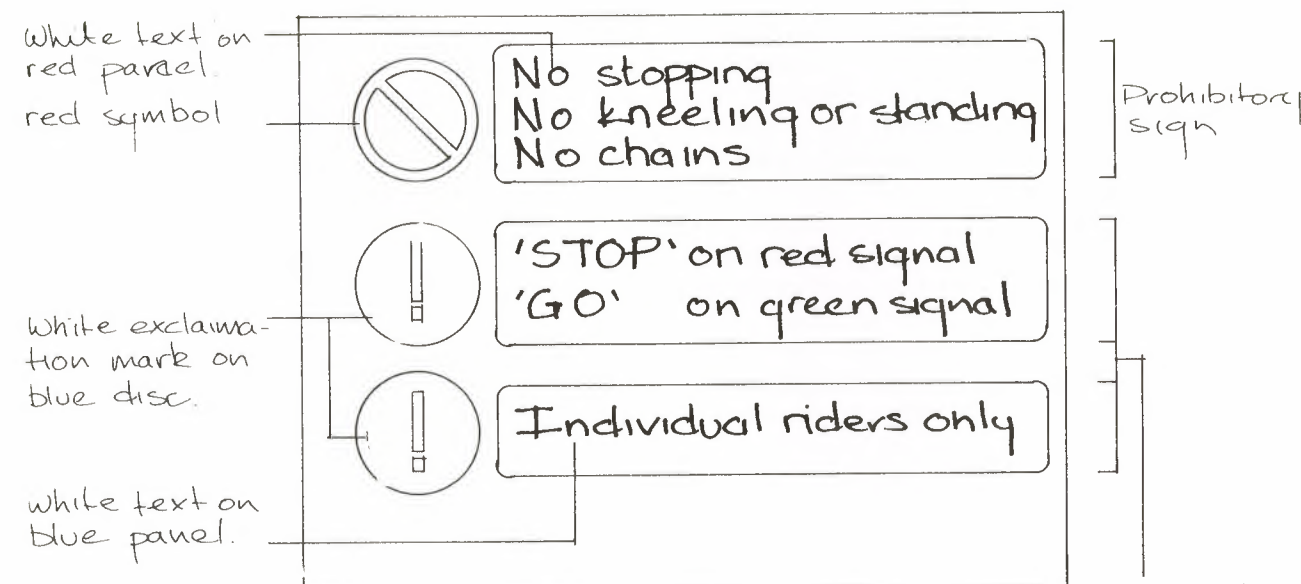 White text on
red panel.
red symbol
No stopping
No kneeling or standing
No chains
Prohibitory
sign
'STOP' on red signal
'GO' on green signal
White exclaima-
tion mark on
blue disc.
Individual riders only
white text on
blue panel.